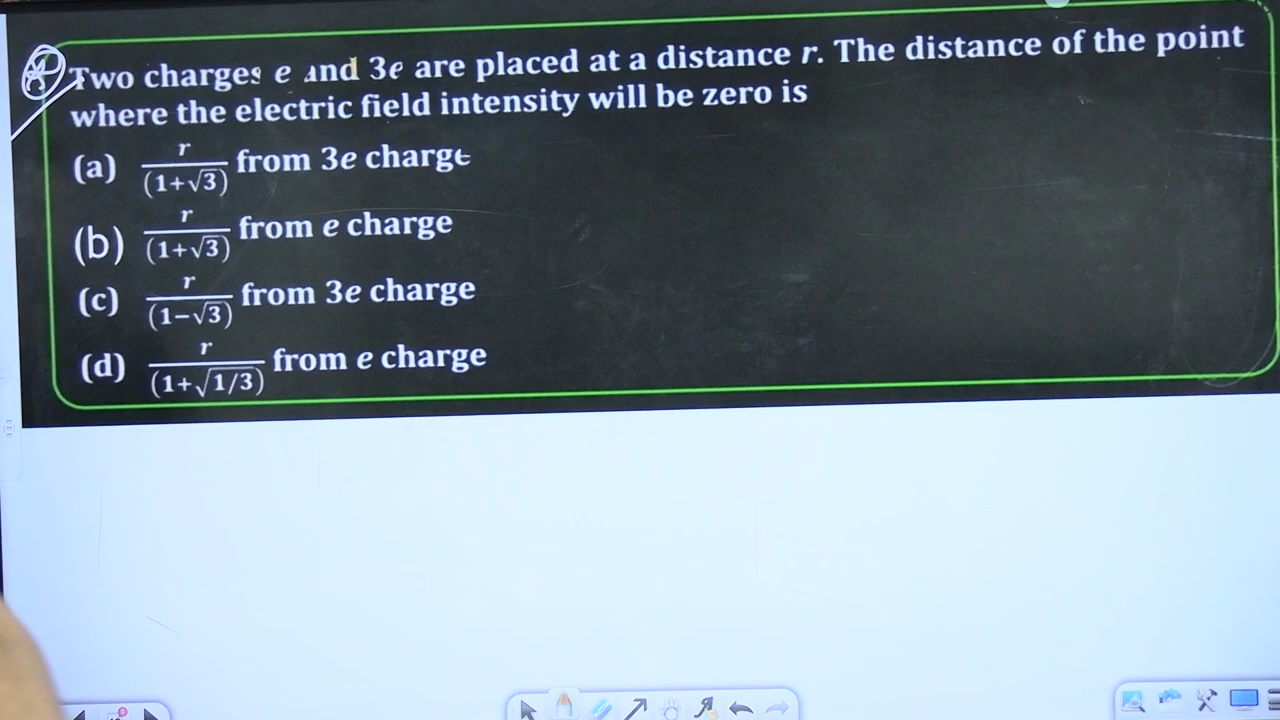 Two charges e and 3e are placed at a distance r. The distance of the point
where the electric field intensity will be zero is
(a) r/(1+√3) from 3e charge
(b) r/(1+√3) from e charge
(c) r/(1−√3) from 3e charge
(d) r/(1+√1/3) from e charge